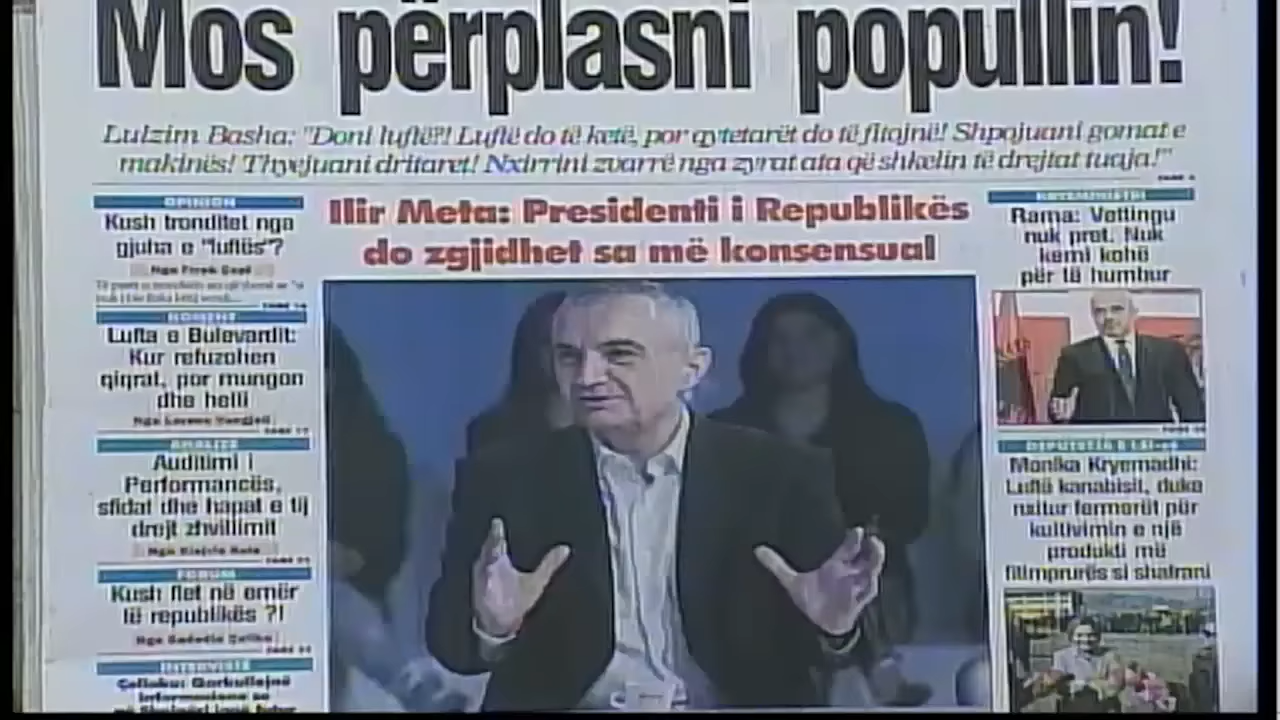 Mos përplasni popullin!
Lulzim Basha: "Doni luftë?! Luftë do të ketë, por qytetarët do të fitojnë! Shpojuani gomat e
makinës! Thyejuani dritaret! Nxirrini zvarrë nga zyrat ata që shkelin të drejtat tuaja!"
OPINION
Kush tronditet nga
gjuha e "luftës"?
Ilir Meta: Presidenti i Republikës
do zgjidhet sa më konsensual
KRYEMINISTRI
Rama: Vettingu
nuk pret. Nuk
kemi kohë
për të humbur
KOMENT
Lufta e Bulevardit:
Kur refuzohen
qiqrat, por mungon
dhe helli
ANALIZË
Auditimi i
Performancës,
sfidat dhe hapat e tij
drejt zhvillimit
FORUM
Kush flet në emër
të republikës ?!
INTERVISTË
Monika Kryemadhi:
Luftë kanabisit, duke
nxitur fermerët për
kultivimin e një
produkti më
fitimprurës si shafrani